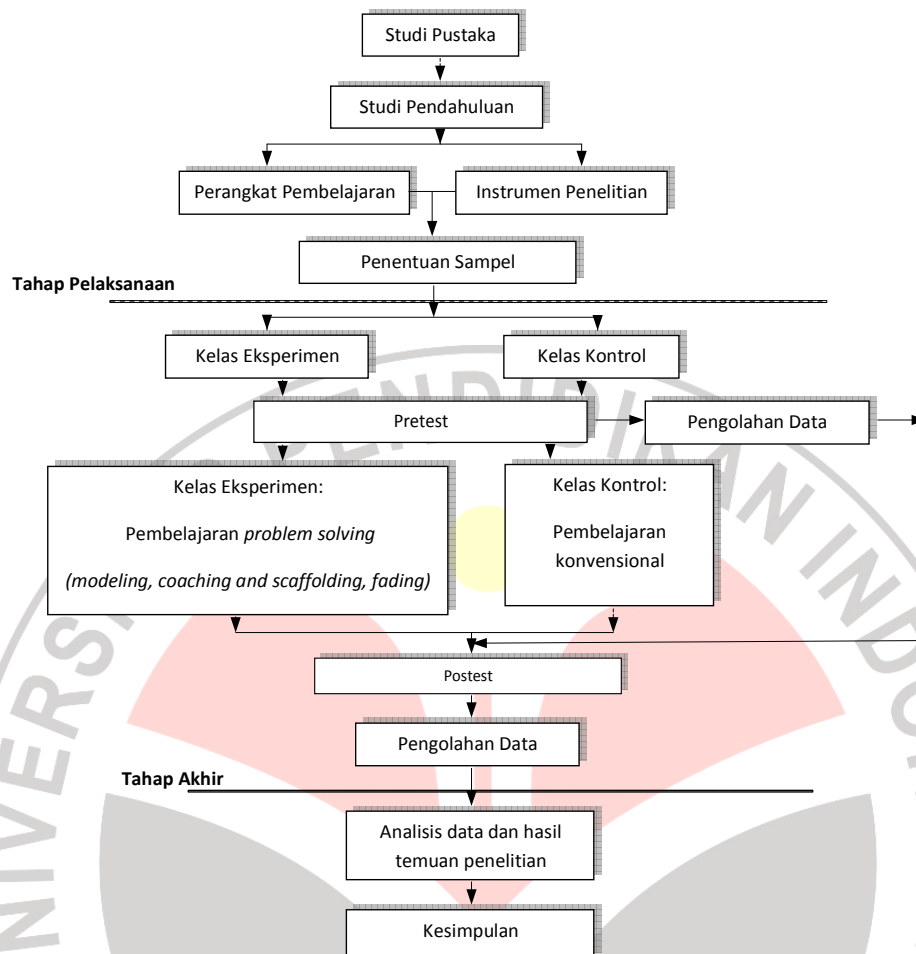 Studi Pustaka
Studi Pendahuluan
Perangkat Pembelajaran
Instrumen Penelitian
Penentuan Sampel
Tahap Pelaksanaan
Kelas Eksperimen
Kelas Kontrol
Pretest
Pengolahan Data
Kelas Eksperimen:
Pembelajaran problem solving
(modeling, coaching and scaffolding, fading)
Kelas Kontrol:
Pembelajaran
konvensional
Postest
Pengolahan Data
Tahap Akhir
Analisis data dan hasil
temuan penelitian
Kesimpulan